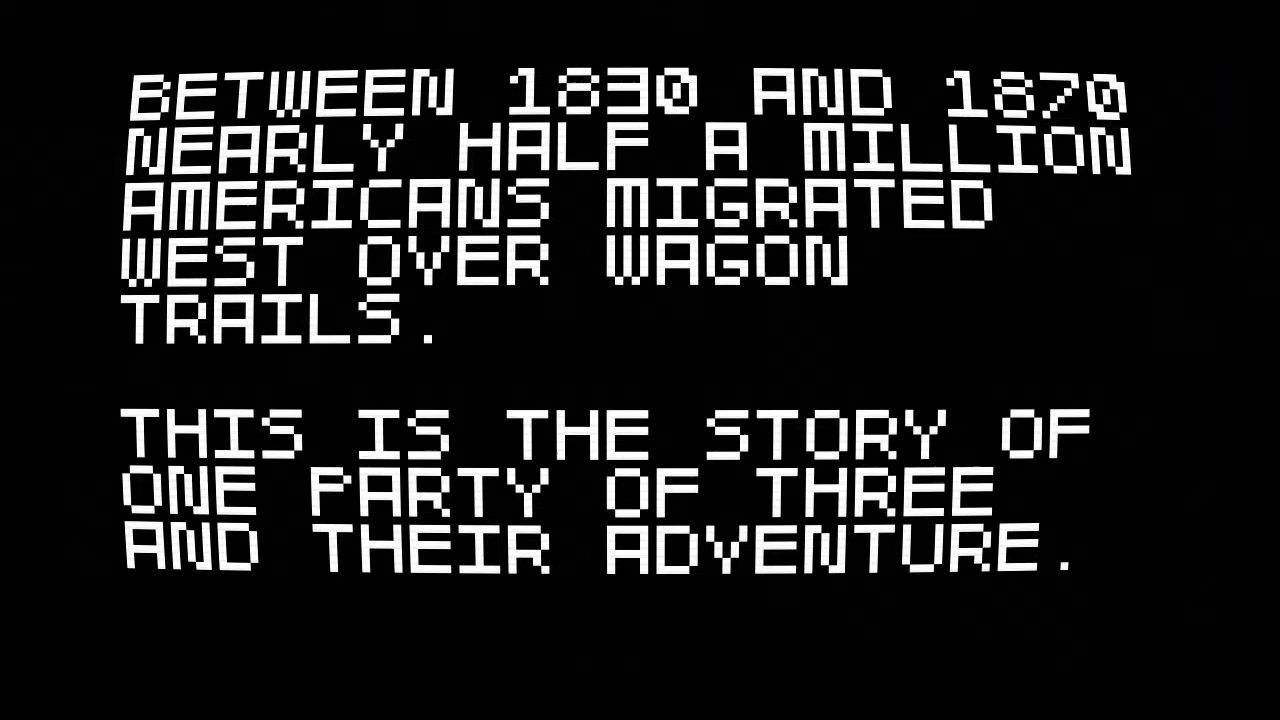 BETWEEN 1830 AND 1870
NEARLY HALF A MILLION
AMERICANS MIGRATED
WEST OVER WAGON
TRAILS.
THIS IS THE STORY OF
ONE PARTY OF THREE
AND THEIR ADVENTURE.